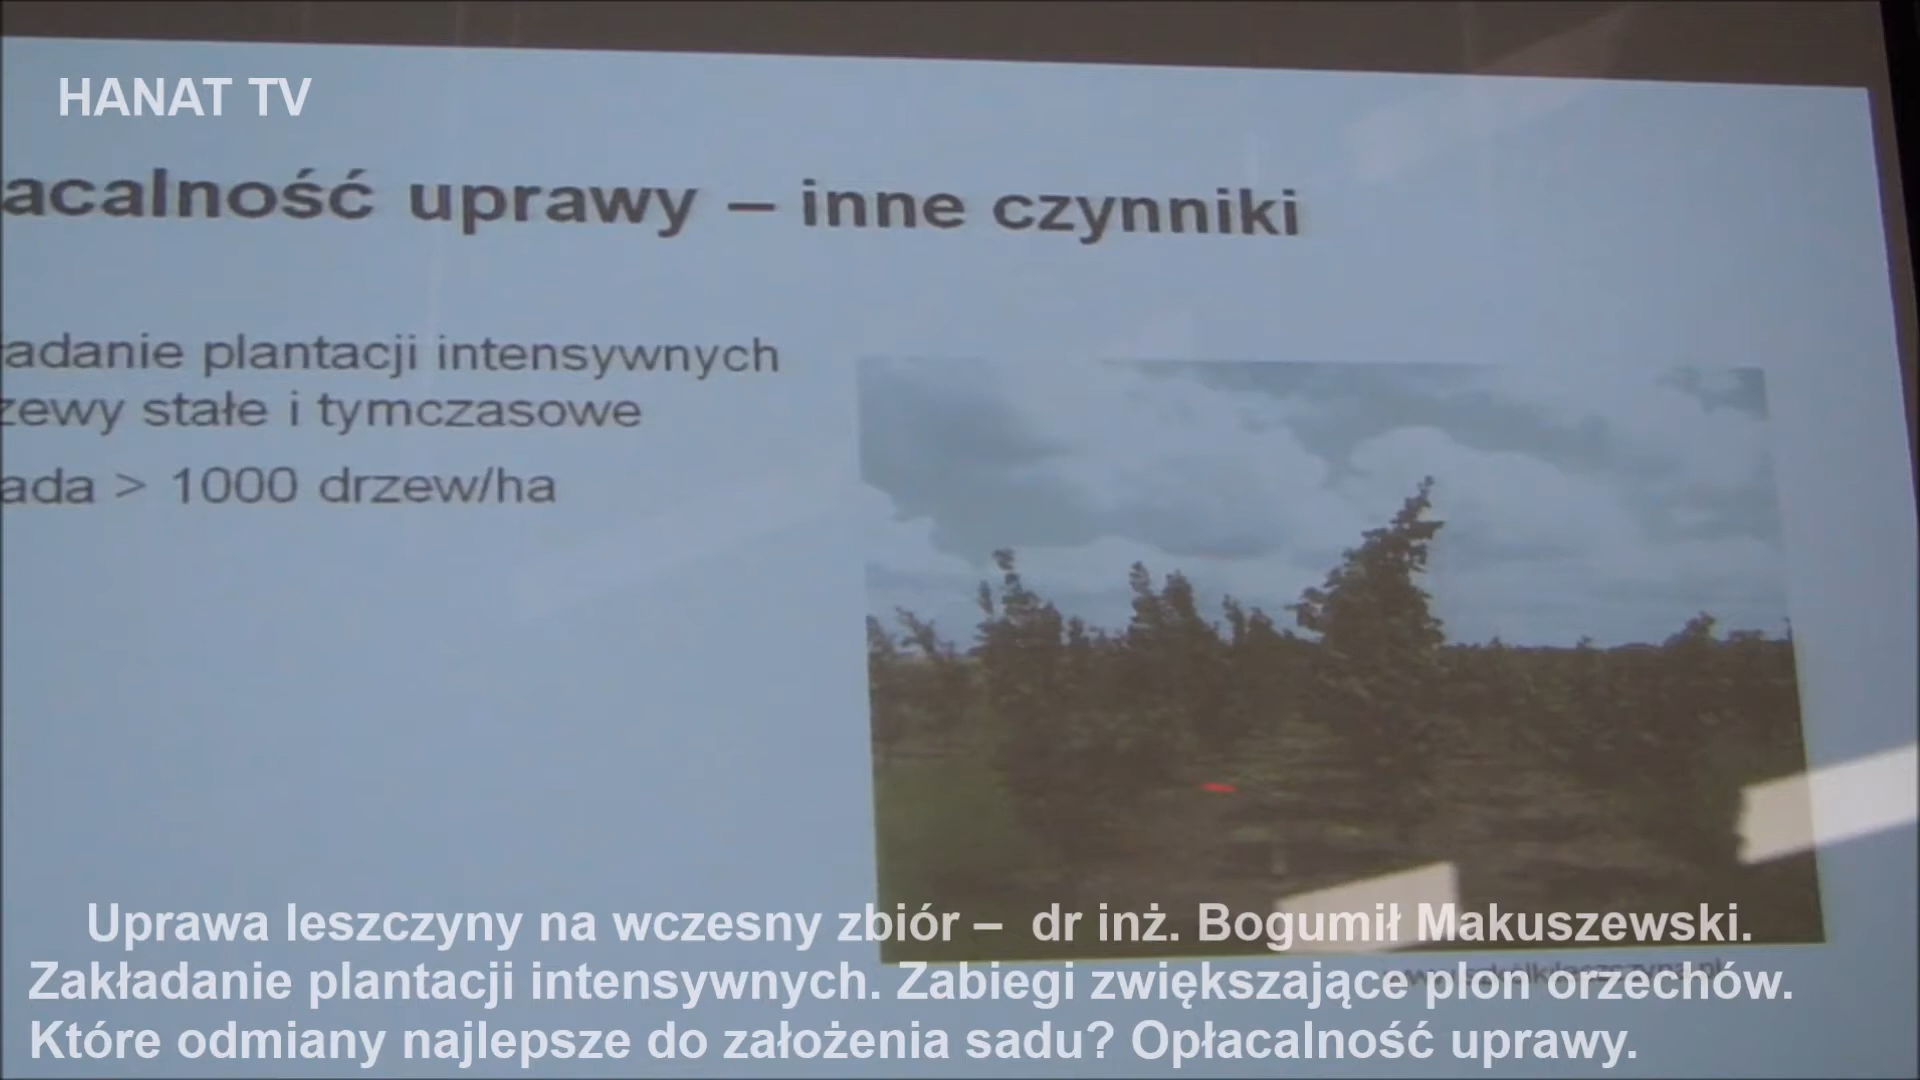 HANAT TV
acalność uprawy – inne czynniki
adanie plantacji intensywnych
zewy stałe i tymczasowe
ada > 1000 drzew/ha
Uprawa leszczyny na wczesny zbiór – dr inż. Bogumił Makuszewski.
Zakładanie plantacji intensywnych. Zabiegi zwiększające plon orzechów.
Które odmiany najlepsze do założenia sadu? Opłacalność uprawy.